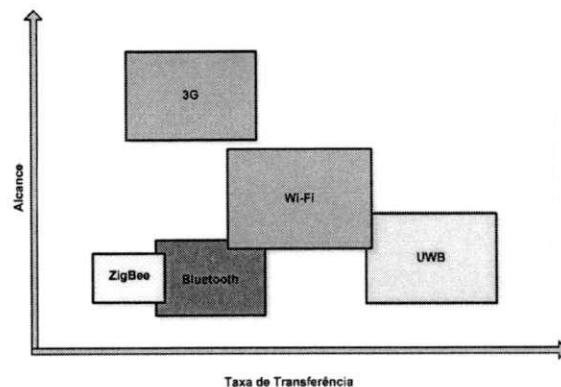 3G
Alcance
Wi-Fi
UWB
ZigBee
Bluetooth
Taxa de Transferência